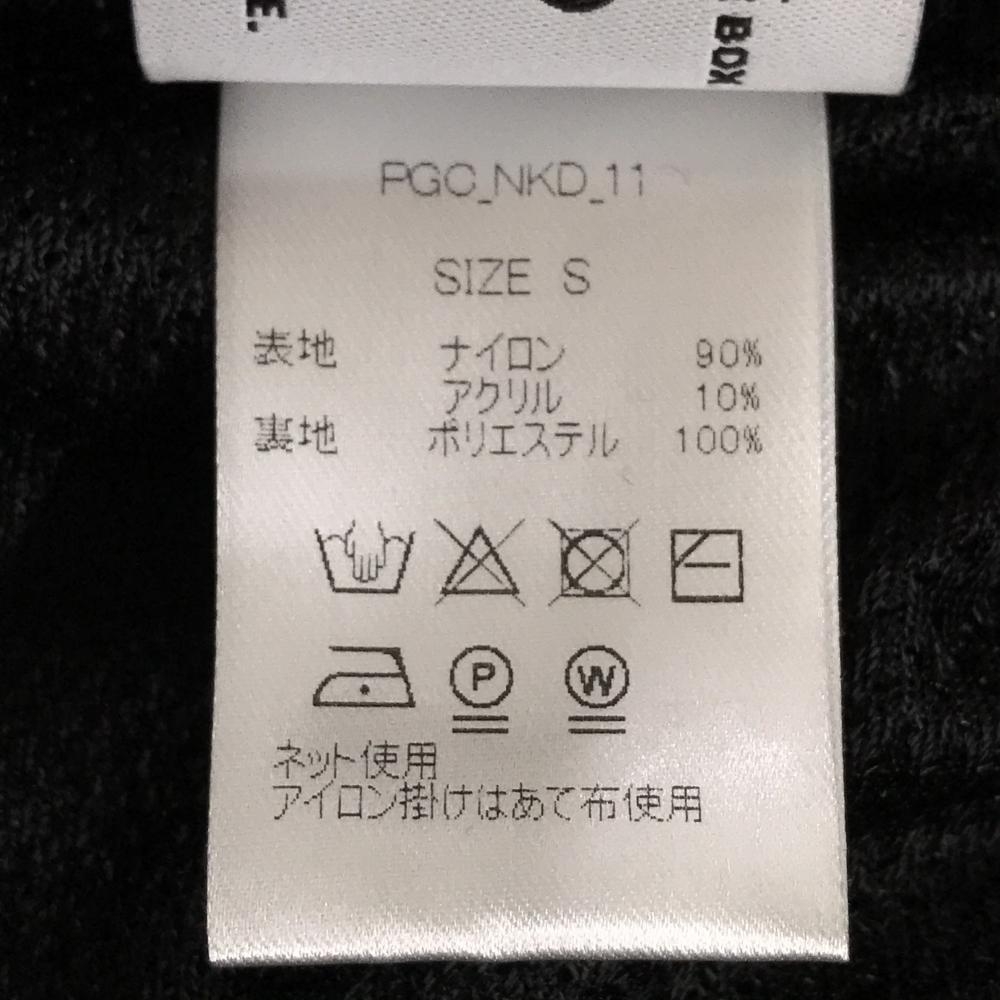 E.
BOX
PGC_NKD_11
SIZE S
表地 ナイロン 90%
アクリル 10%
裏地 ポリエステル 100%
P W
ネット使用
アイロン掛けはあて布使用